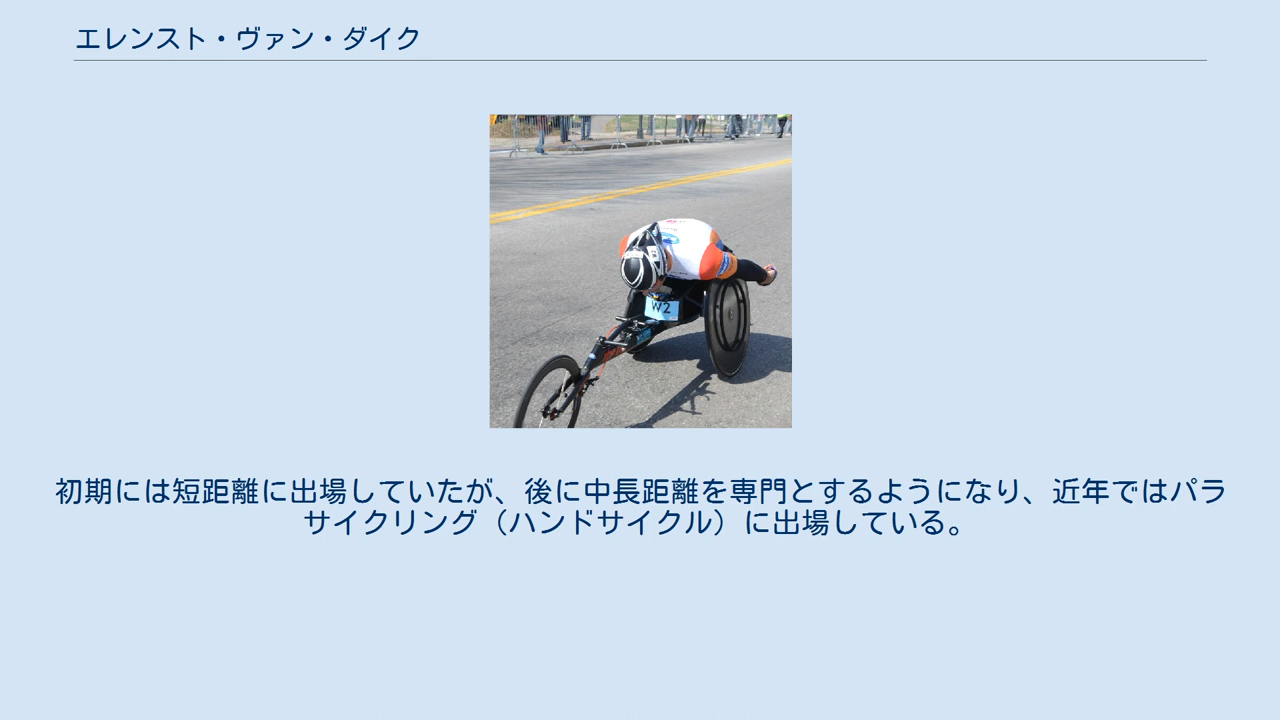 エレンスト・ヴァン・ダイク
W2
初期には短距離に出場していたが、後に中長距離を専門とするようになり、近年ではパラ
サイクリング（ハンドサイクル）に出場している。